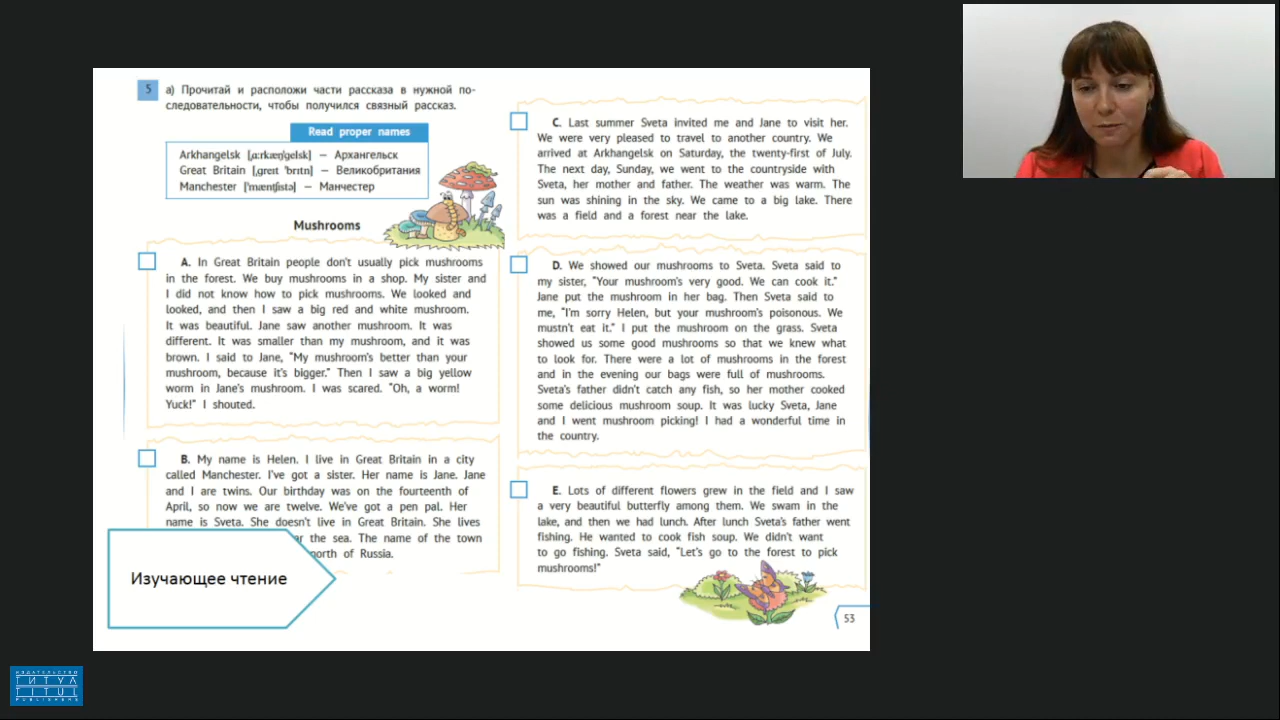 5 а) Прочитай и расположи части рассказа в нужной по-
следовательности, чтобы получился связный рассказ.
Read proper names
Arkhangelsk [ˌɑːrkæŋˈgelsk] — Архангельск
Great Britain [ˌgreɪt ˈbrɪtn] — Великобритания
Manchester [ˈmæntʃɪstə] — Манчестер
Mushrooms
A. In Great Britain people don't usually pick mushrooms
in the forest. We buy mushrooms in a shop. My sister and
I did not know how to pick mushrooms. We looked and
looked, and then I saw a big red and white mushroom.
It was beautiful. Jane saw another mushroom. It was
different. It was smaller than my mushroom, and it was
brown. I said to Jane, "My mushroom's better than your
mushroom, because it's bigger." Then I saw a big yellow
worm in Jane's mushroom. I was scared. "Oh, a worm!
Yuck!" I shouted.
B. My name is Helen. I live in Great Britain in a city
called Manchester. I've got a sister. Her name is Jane. Jane
and I are twins. Our birthday was on the fourteenth of
April, so now we are twelve. We've got a pen pal. Her
name is Sveta. She doesn't live in Great Britain. She lives
the sea. The name of the town
north of Russia.
Изучающее чтение
C. Last summer Sveta invited me and Jane to visit her.
We were very pleased to travel to another country. We
arrived at Arkhangelsk on Saturday, the twenty-first of July.
The next day, Sunday, we went to the countryside with
Sveta, her mother and father. The weather was warm. The
sun was shining in the sky. We came to a big lake. There
was a field and a forest near the lake.
D. We showed our mushrooms to Sveta. Sveta said to
my sister, "Your mushroom's very good. We can cook it."
Jane put the mushroom in her bag. Then Sveta said to
me, "I'm sorry Helen, but your mushroom's poisonous. We
mustn't eat it." I put the mushroom on the grass. Sveta
showed us some good mushrooms so that we knew what
to look for. There were a lot of mushrooms in the forest
and in the evening our bags were full of mushrooms.
Sveta's father didn't catch any fish, so her mother cooked
some delicious mushroom soup. It was lucky Sveta, Jane
and I went mushroom picking! I had a wonderful time in
the country.
E. Lots of different flowers grew in the field and I saw
a very beautiful butterfly among them. We swam in the
lake, and then we had lunch. After lunch Sveta's father went
fishing. He wanted to cook fish soup. We didn't want
to go fishing. Sveta said, "Let's go to the forest to pick
mushrooms!"
53
ИЗДАТЕЛЬСТВО
ТИТУЛ
TITUL
PUBLISHERS